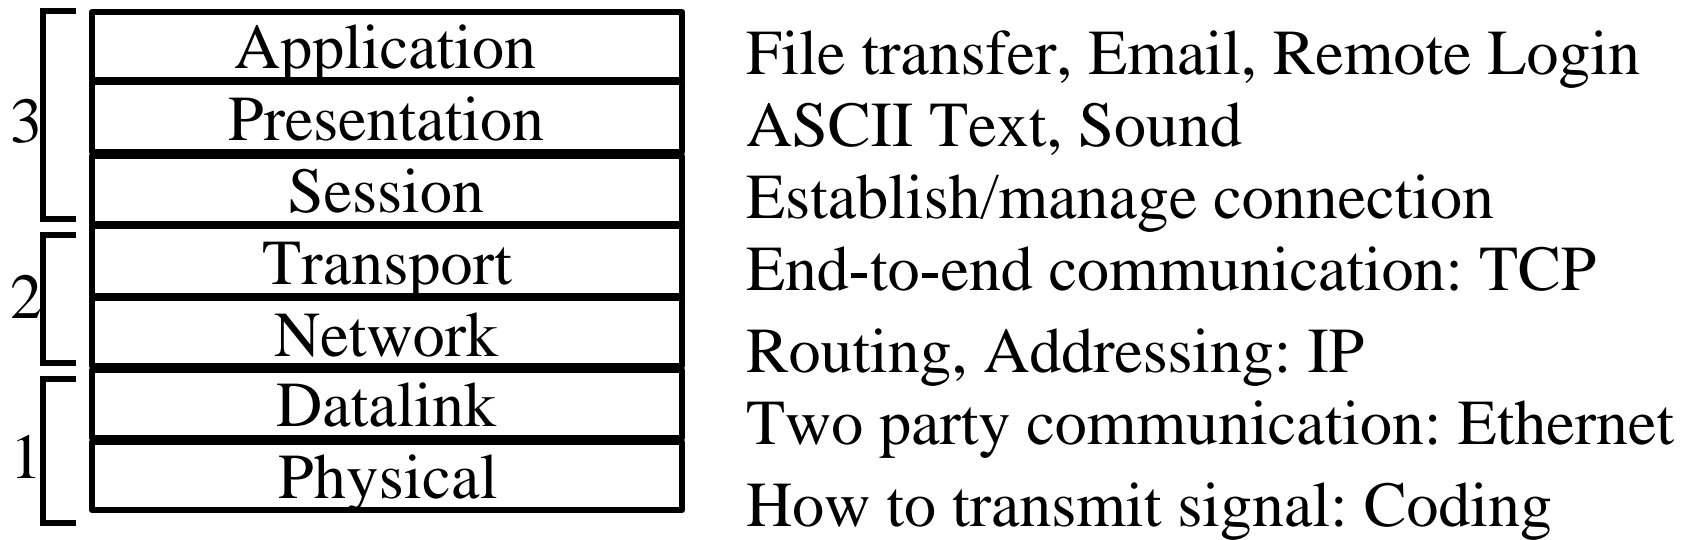 Application File transfer, Email, Remote Login
3 Presentation ASCII Text, Sound
Session Establish/manage connection
Transport End-to-end communication: TCP
2 Network Routing, Addressing: IP
Datalink Two party communication: Ethernet
1 Physical How to transmit signal: Coding